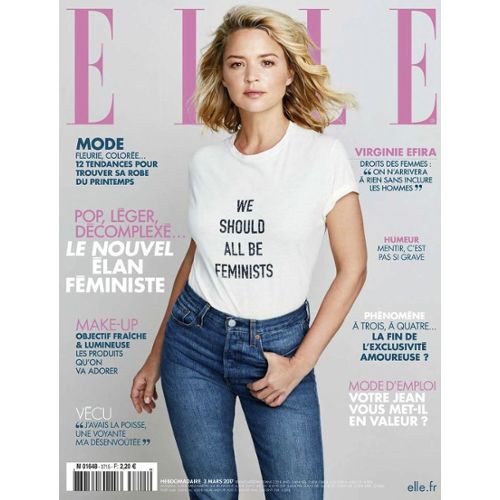 ELLE
MODE
FLEURIE, COLORÉE...
12 TENDANCES POUR
TROUVER SA ROBE
DU PRINTEMPS
POP, LÉGER,
DÉCOMPLEXÉ...
LE NOUVEL
ÉLAN
FÉMINISTE
MAKE-UP
OBJECTIF FRAÎCHE
& LUMINEUSE
LES PRODUITS
QU'ON
VA ADORER
VÉCU
“J'AVAIS LA POISSE,
UNE VOYANTE
M'A DÉSENVOÛTÉE”
WE
SHOULD
ALL BE
FEMINISTS
VIRGINIE EFIRA
DROITS DES FEMMES :
“ON N'ARRIVERA
À RIEN SANS INCLURE
LES HOMMES”
HUMEUR
MENTIR, C'EST
PAS SI GRAVE
PHÉNOMÈNE
À TROIS, À QUATRE...
LA FIN DE
L'EXCLUSIVITÉ
AMOUREUSE ?
MODE D'EMPLOI
VOTRE JEAN
VOUS MET-IL
EN VALEUR ?
M 01648 - 3715 - F: 2,20 €
HEBDOMADAIRE 3 MARS 2017
elle.fr